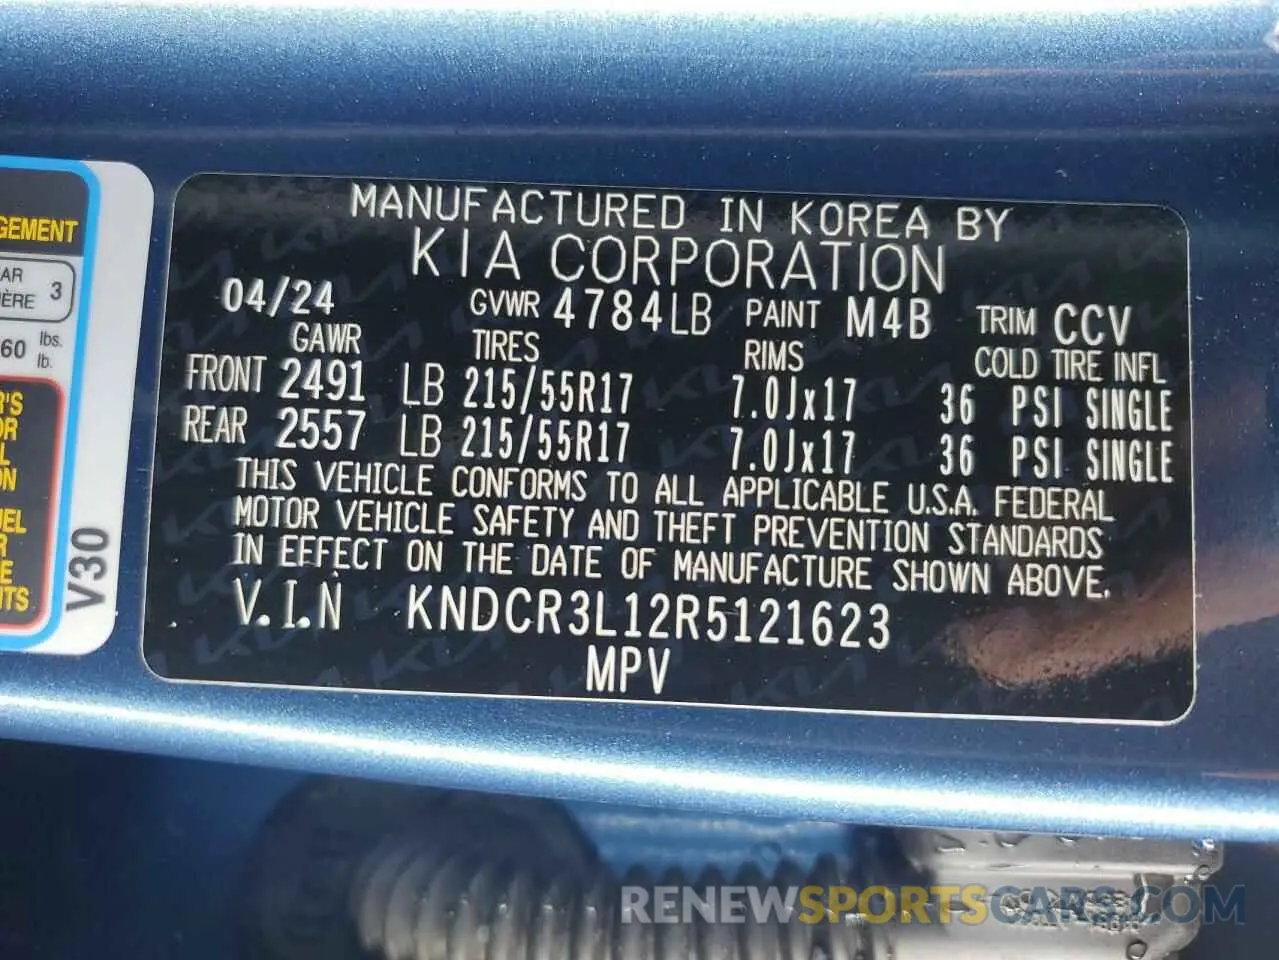 MANUFACTURED IN KOREA BY
KIA CORPORATION
04/24 GVWR 4784LB PAINT M4B TRIM CCV
GAWR TIRES RIMS COLD TIRE INFL
FRONT 2491 LB 215/55R17 7.0Jx17 36 PSI SINGLE
REAR 2557 LB 215/55R17 7.0Jx17 36 PSI SINGLE
THIS VEHICLE CONFORMS TO ALL APPLICABLE U.S.A. FEDERAL
MOTOR VEHICLE SAFETY AND THEFT PREVENTION STANDARDS
IN EFFECT ON THE DATE OF MANUFACTURE SHOWN ABOVE.
V.I.N KNDCR3L12R5121623
MPV
GEMENT
AR
IÈRE 3
60 lbs.
lb.
V30
RENEWSPORTSCARS.COM